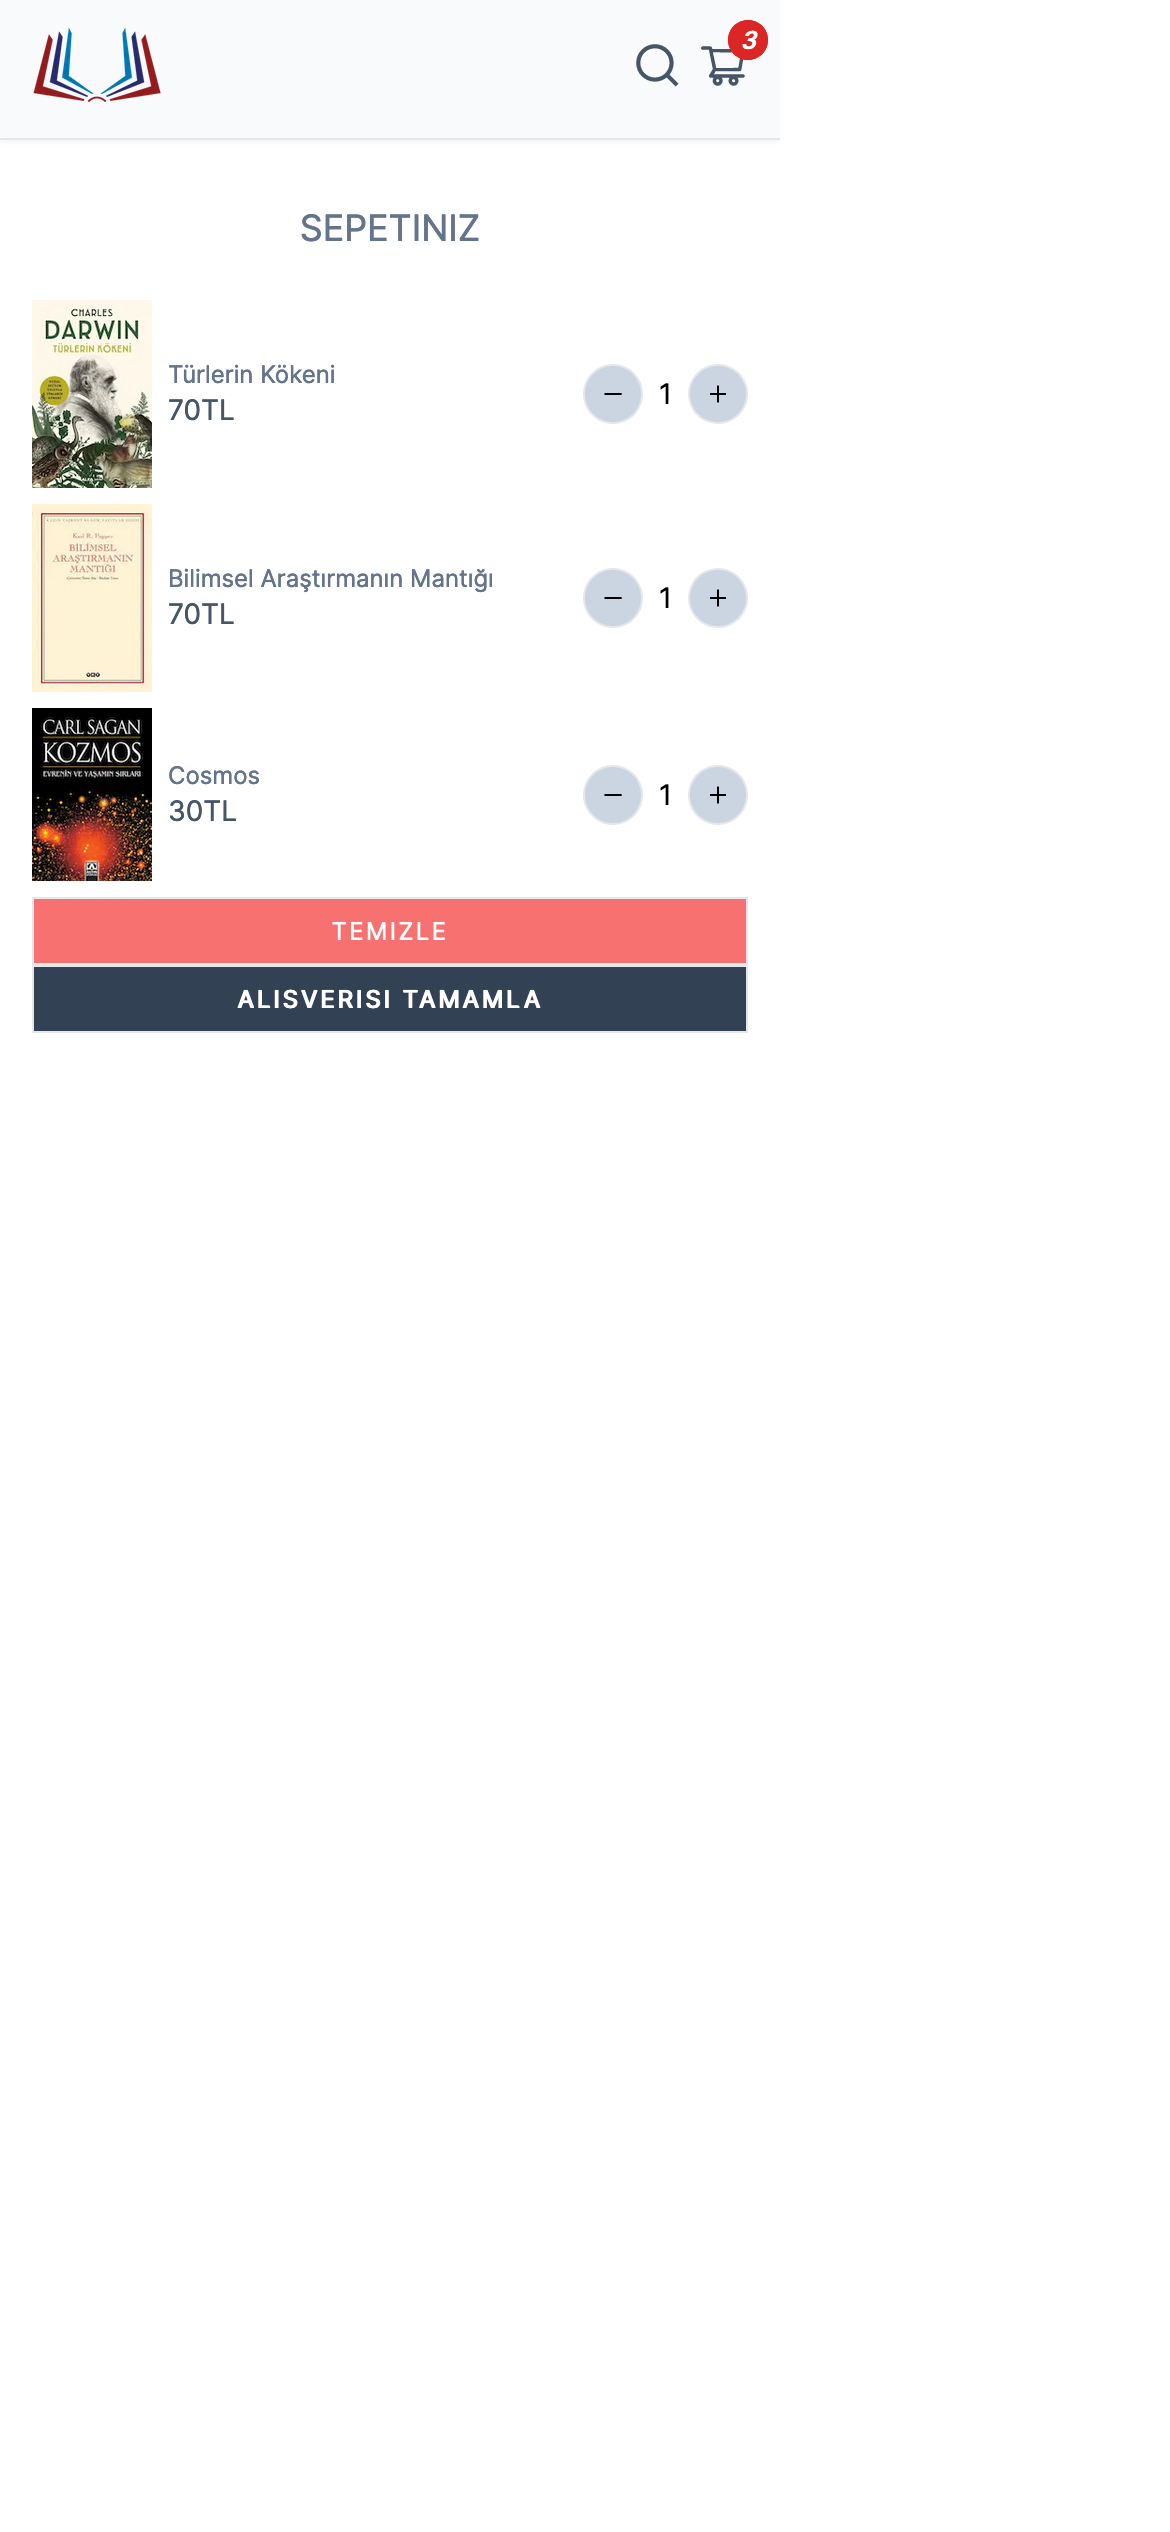 3
SEPETINIZ
CHARLES
DARWIN
TÜRLERİN KÖKENİ
Türlerin Kökeni
70TL
1
Karl R. Popper
BİLİMSEL
ARAŞTIRMANIN
MANTIĞI
Bilimsel Araştırmanın Mantığı
70TL
1
CARL SAGAN
KOZMOS
EVRENİN VE YAŞAMIN SIRLARI
Cosmos
30TL
1
TEMIZLE
ALISVERISI TAMAMLA